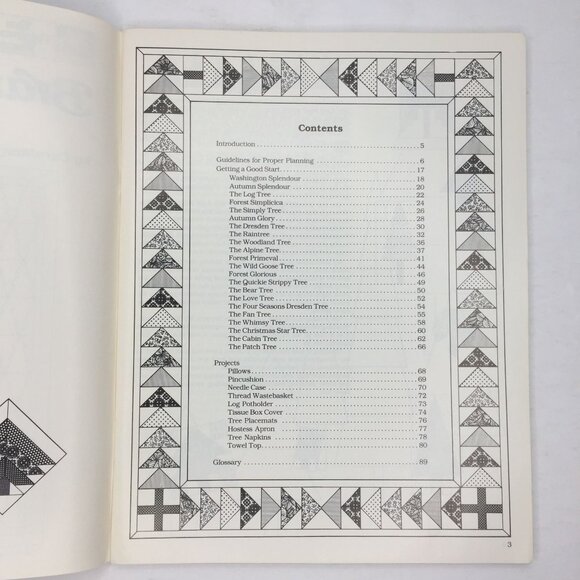 Contents
Introduction . . . . . . . . . . 5
Guidelines for Proper Planning . . . . . . . . . . 6
Getting a Good Start . . . . . . . . . . 17
Washington Splendour . . . . . . . . . . 18
Autumn Splendour . . . . . . . . . . 20
The Log Tree . . . . . . . . . . 22
Forest Simplicica . . . . . . . . . . 24
The Simply Tree . . . . . . . . . . 26
Autumn Glory . . . . . . . . . . 28
The Dresden Tree . . . . . . . . . . 30
The Raintree . . . . . . . . . . 32
The Woodland Tree . . . . . . . . . . 36
The Alpine Tree . . . . . . . . . . 37
Forest Primeval . . . . . . . . . . 41
The Wild Goose Tree . . . . . . . . . . 44
Forest Glorious . . . . . . . . . . 46
The Quickie Strippy Tree . . . . . . . . . . 49
The Bear Tree . . . . . . . . . . 50
The Love Tree . . . . . . . . . . 52
The Four Seasons Dresden Tree . . . . . . . . . . 54
The Fan Tree . . . . . . . . . . 55
The Whimsy Tree . . . . . . . . . . 58
The Christmas Star Tree . . . . . . . . . . 60
The Cabin Tree . . . . . . . . . . 62
The Patch Tree . . . . . . . . . . 66
Projects
Pillows . . . . . . . . . . 68
Pincushion . . . . . . . . . . 69
Needle Case . . . . . . . . . . 70
Thread Wastebasket . . . . . . . . . . 72
Log Potholder . . . . . . . . . . 73
Tissue Box Cover . . . . . . . . . . 74
Tree Placemats . . . . . . . . . . 76
Hostess Apron . . . . . . . . . . 77
Tree Napkins . . . . . . . . . . 78
Towel Top . . . . . . . . . . 80
Glossary . . . . . . . . . . 89
3